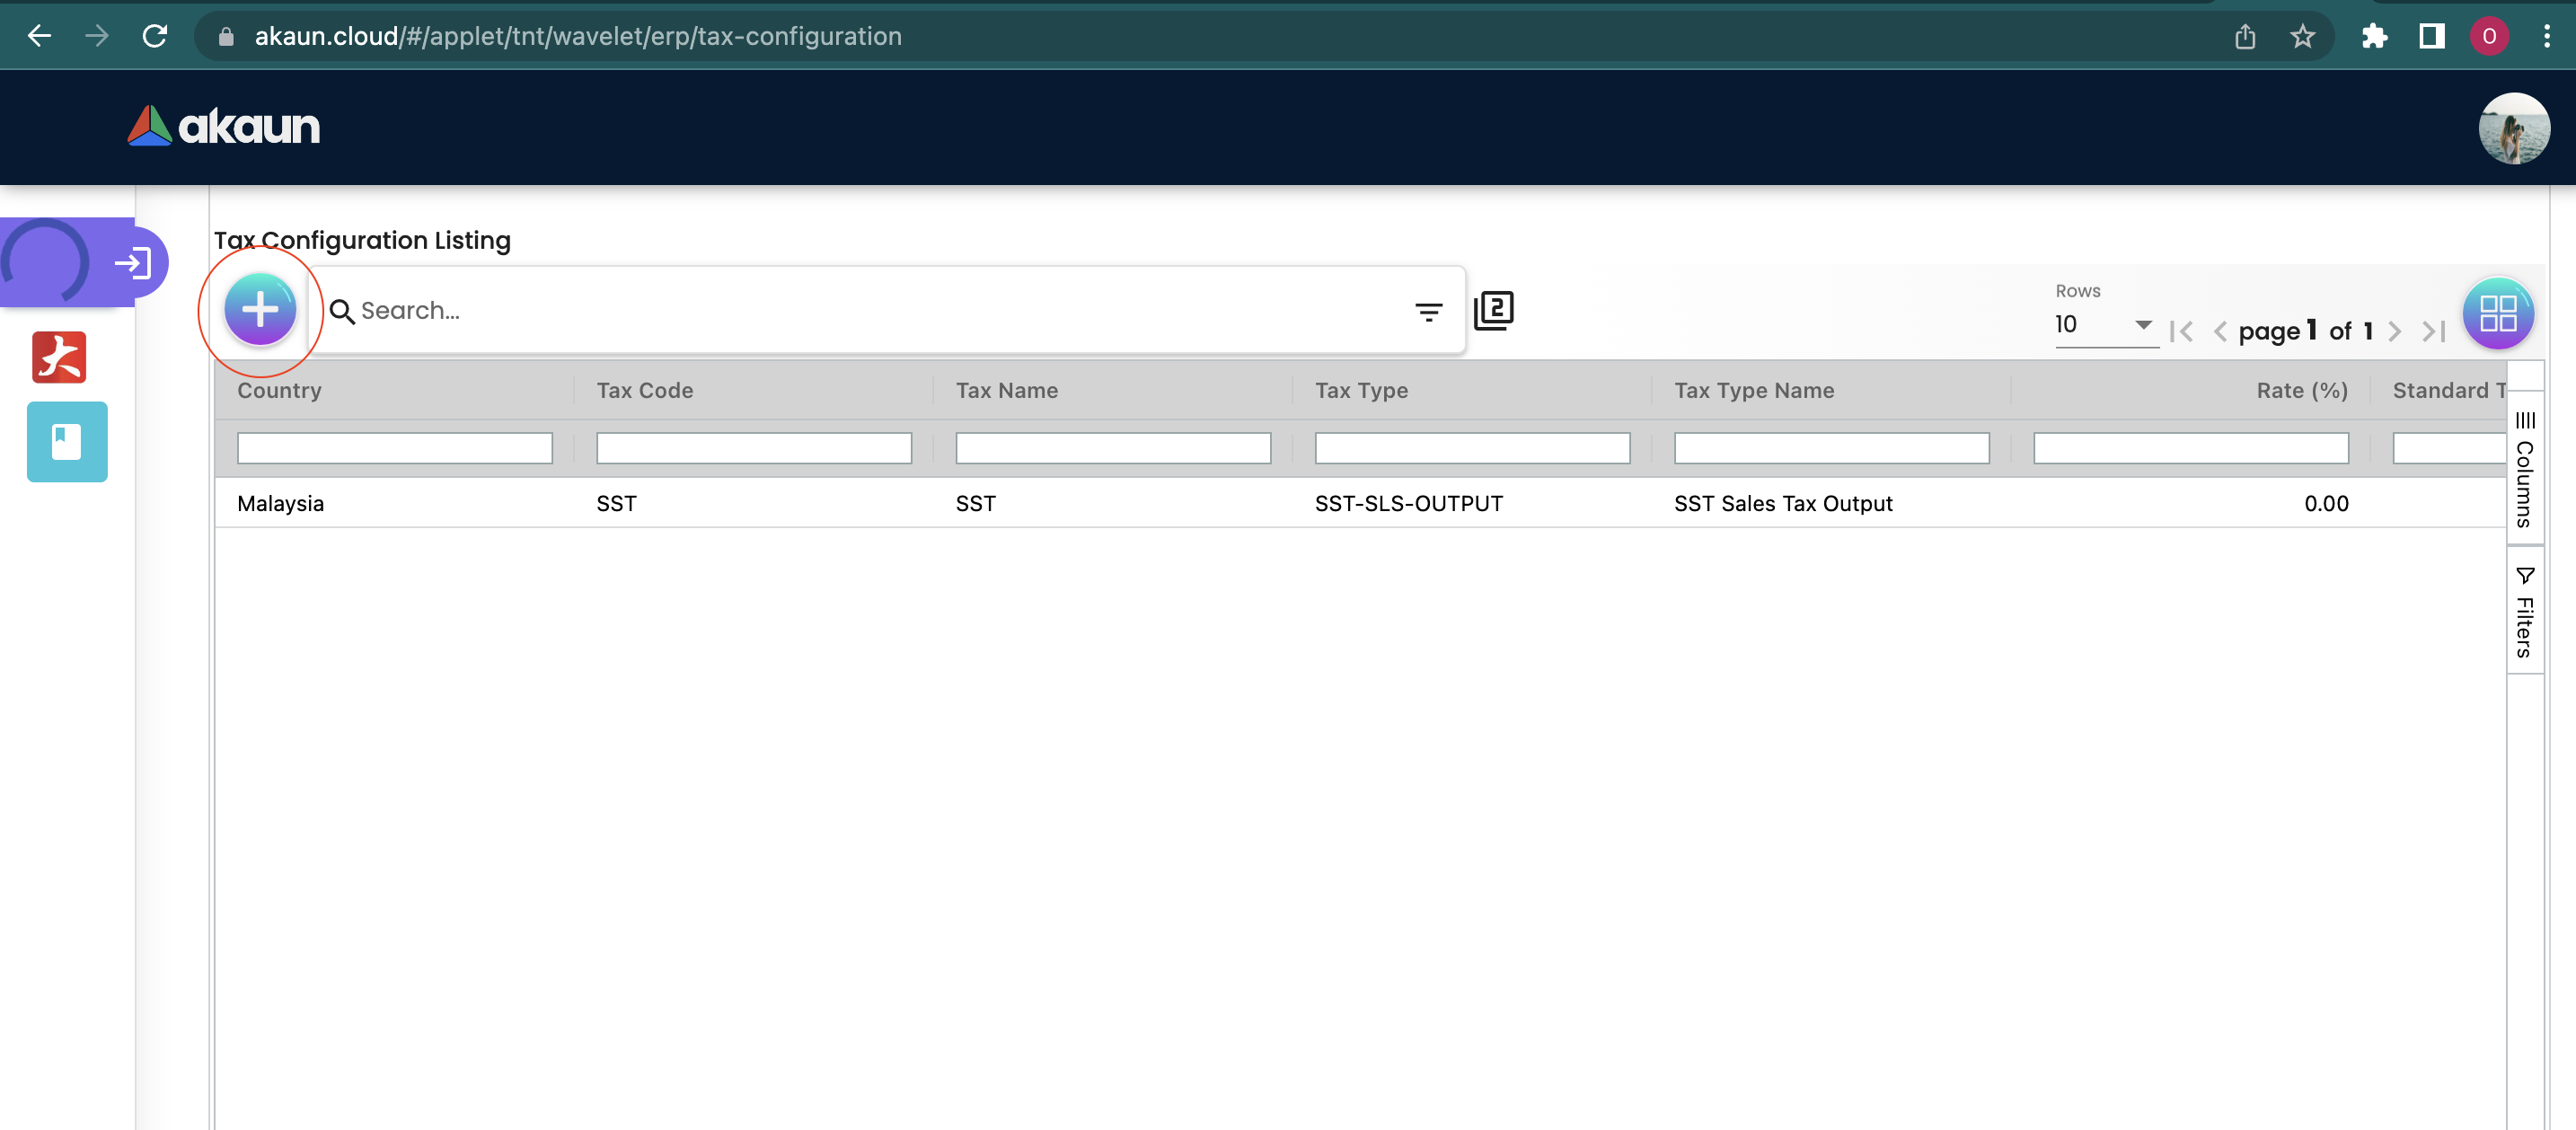 akaun.cloud/#/applet/tnt/wavelet/erp/tax-configuration
O
akaun
Tax Configuration Listing
Search...
2
Rows
10
page 1 of 1
Country Tax Code Tax Name Tax Type Tax Type Name Rate (%) Standard T
Malaysia SST SST SST-SLS-OUTPUT SST Sales Tax Output 0.00
Columns
Filters